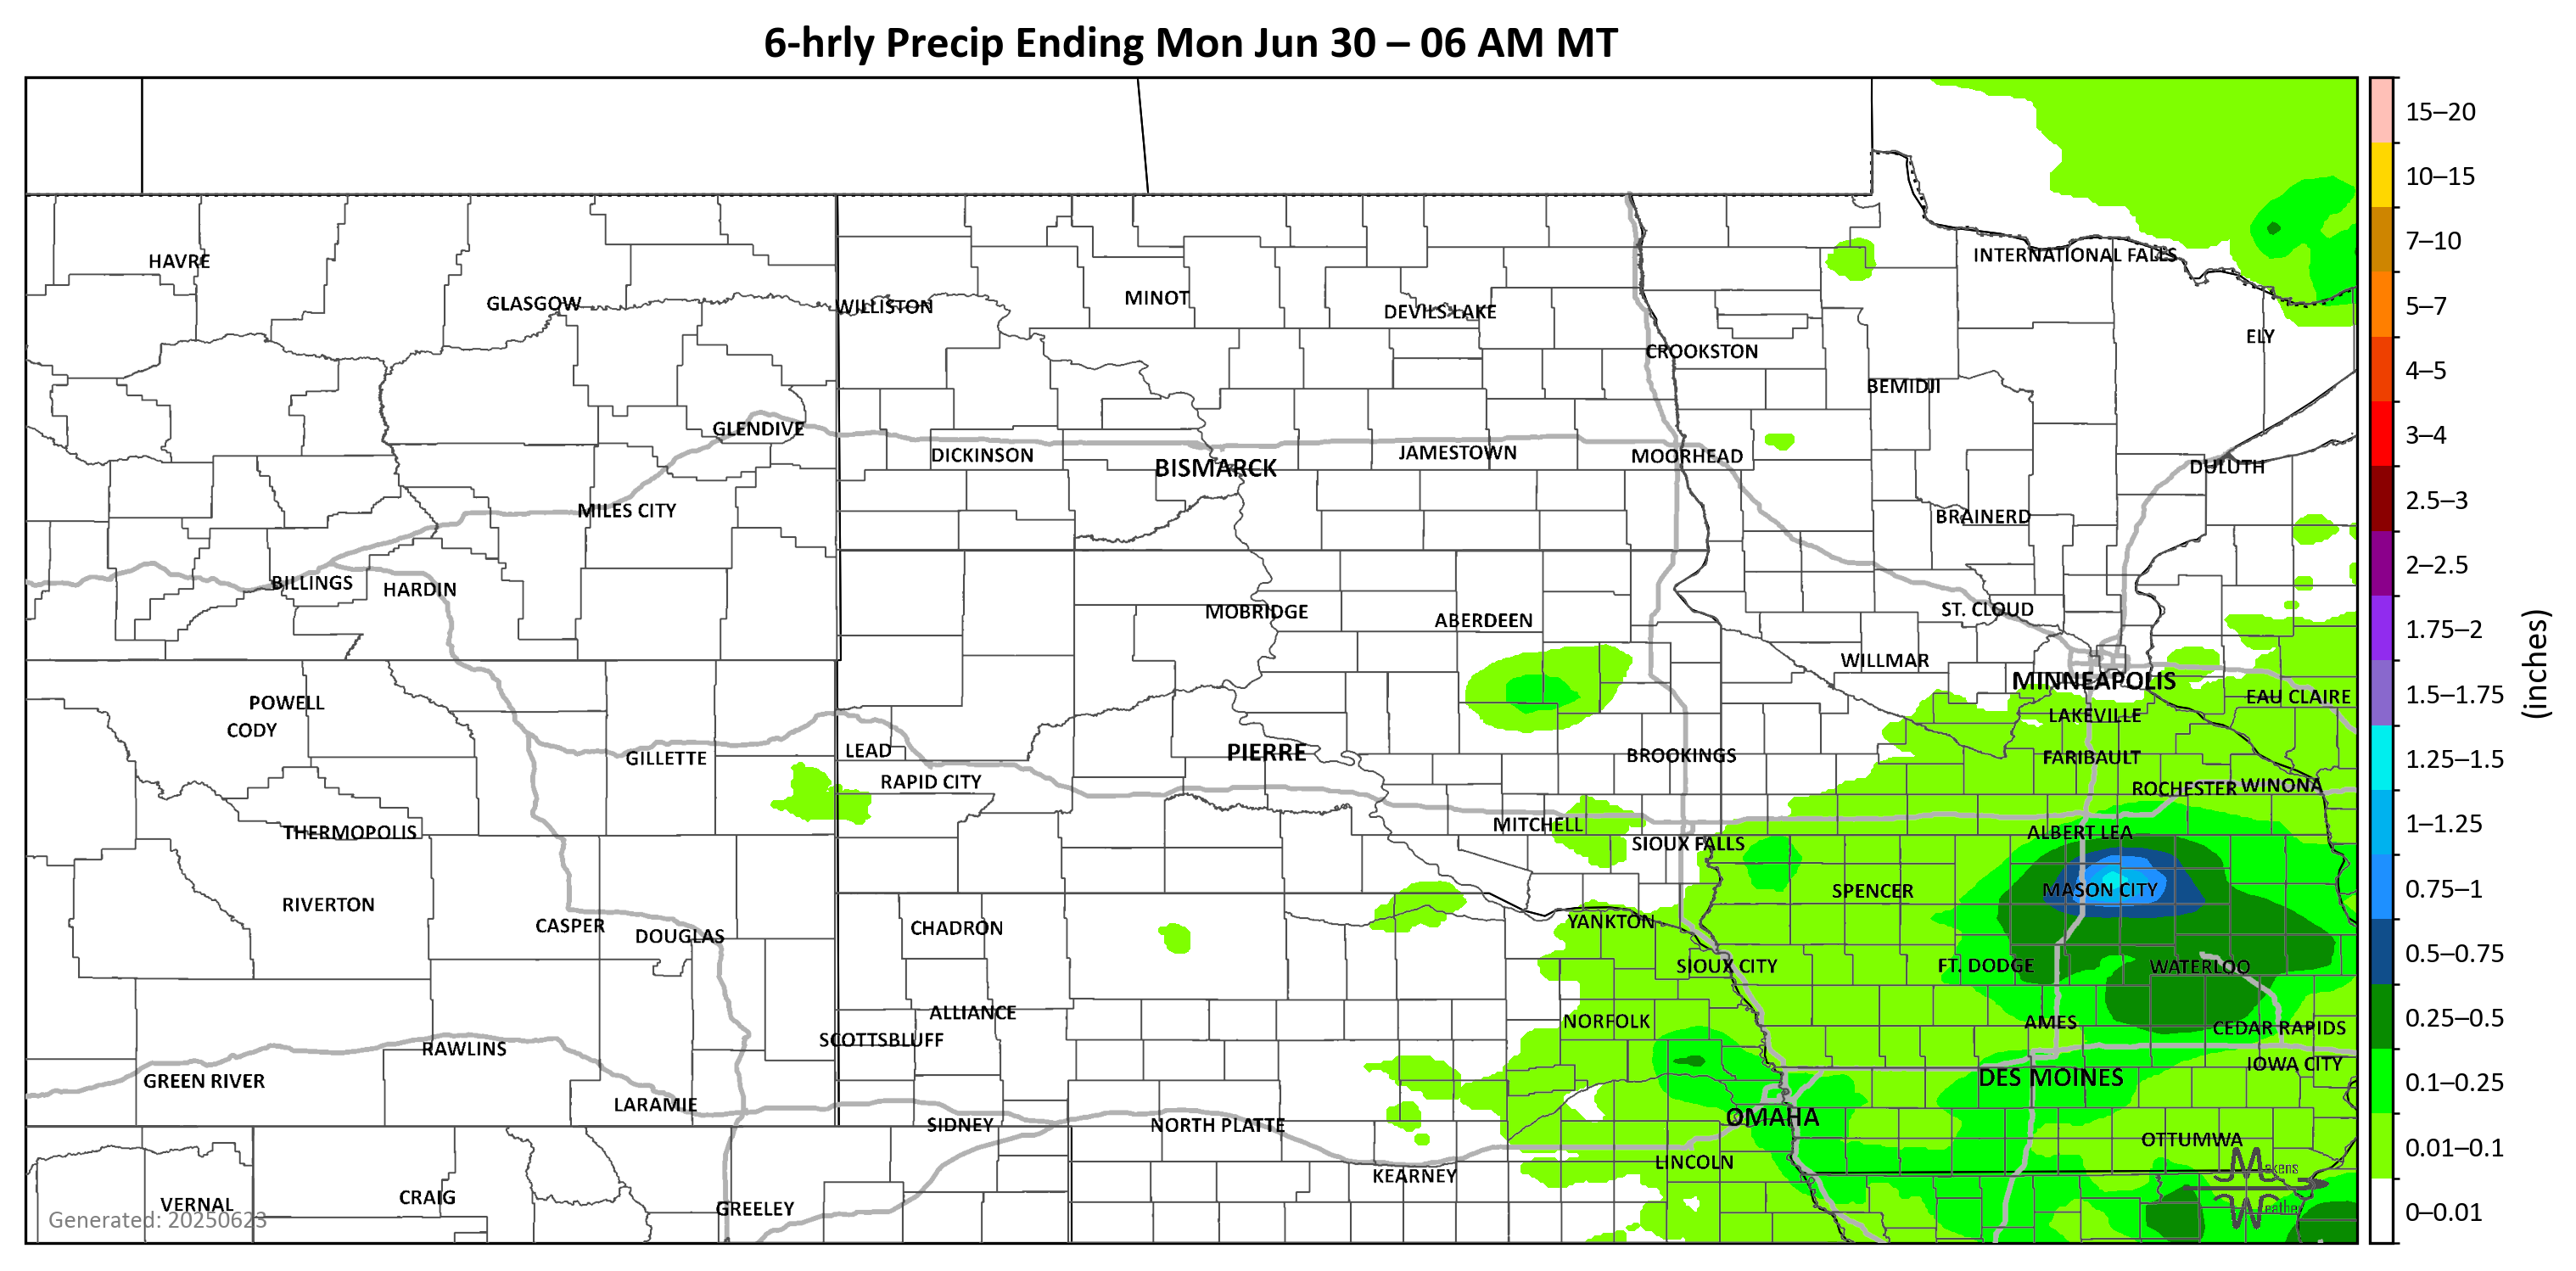 6-hrly Precip Ending Mon Jun 30 – 06 AM MT
15–20
10–15
7–10
5–7
4–5
3–4
2.5–3
2–2.5
1.75–2
1.5–1.75
1.25–1.5
1–1.25
0.75–1
0.5–0.75
0.25–0.5
0.1–0.25
0.01–0.1
0–0.01
(inches)
HAVRE
INTERNATIONAL FALLS
GLASGOW
WILLISTON
MINOT
DEVILS LAKE
ELY
CROOKSTON
BEMIDJI
GLENDIVE
DICKINSON
BISMARCK
JAMESTOWN
MOORHEAD
DULUTH
MILES CITY
BRAINERD
BILLINGS
HARDIN
MOBRIDGE
ABERDEEN
ST. CLOUD
WILLMAR
MINNEAPOLIS
EAU CLAIRE
POWELL
CODY
LAKEVILLE
GILLETTE
LEAD
RAPID CITY
PIERRE
BROOKINGS
FARIBAULT
ROCHESTER
WINONA
THERMOPOLIS
MITCHELL
SIOUX FALLS
ALBERT LEA
RIVERTON
SPENCER
MASON CITY
CASPER
DOUGLAS
CHADRON
YANKTON
SIOUX CITY
FT. DODGE
WATERLOO
ALLIANCE
SCOTTSBLUFF
NORFOLK
AMES
CEDAR RAPIDS
RAWLINS
GREEN RIVER
IOWA CITY
DES MOINES
LARAMIE
SIDNEY
NORTH PLATTE
OMAHA
OTTUMWA
KEARNEY
LINCOLN
VERNAL
CRAIG
GREELEY
Makens
Weather
Generated: 20250623